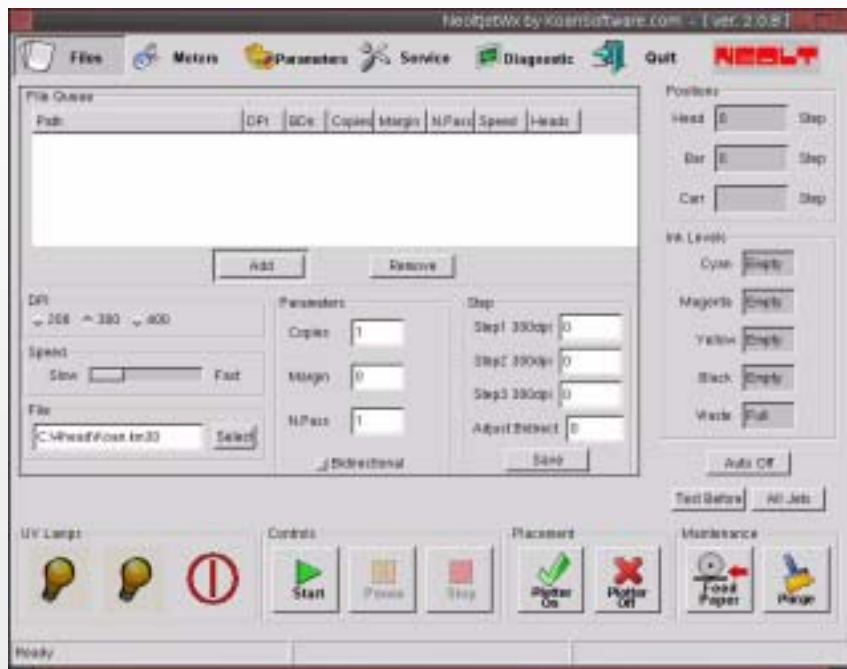 NeoltjetWx by KoanSoftware.com - [ ver. 2.0.8 ]
Files Meters Parameters Service Diagnostic Quit NEOLT
File Queue
Path DPI Copies Margin N.Pass Speed Heads
Add Remove
DPI
200 300 400
Speed
Slow Fast
File
Select
Parameters
Copies 1
Margin 0
N.Pass 1
Bidirectional
Step
Step1 300dpi 0
Step2 300dpi 0
Step3 300dpi 0
Adjust Bidirect 0
Save
Positions
Head 0 Step
Bar 0 Step
Cart Step
Ink Levels
Cyan Empty
Magenta Empty
Yellow Empty
Black Empty
Waste Full
Auto Off
Test Before All Jets
UV Lamps
Controls
Start
Pause
Stop
Placement
Plotter On
Plotter Off
Maintenance
Feed Paper
Purge
Ready